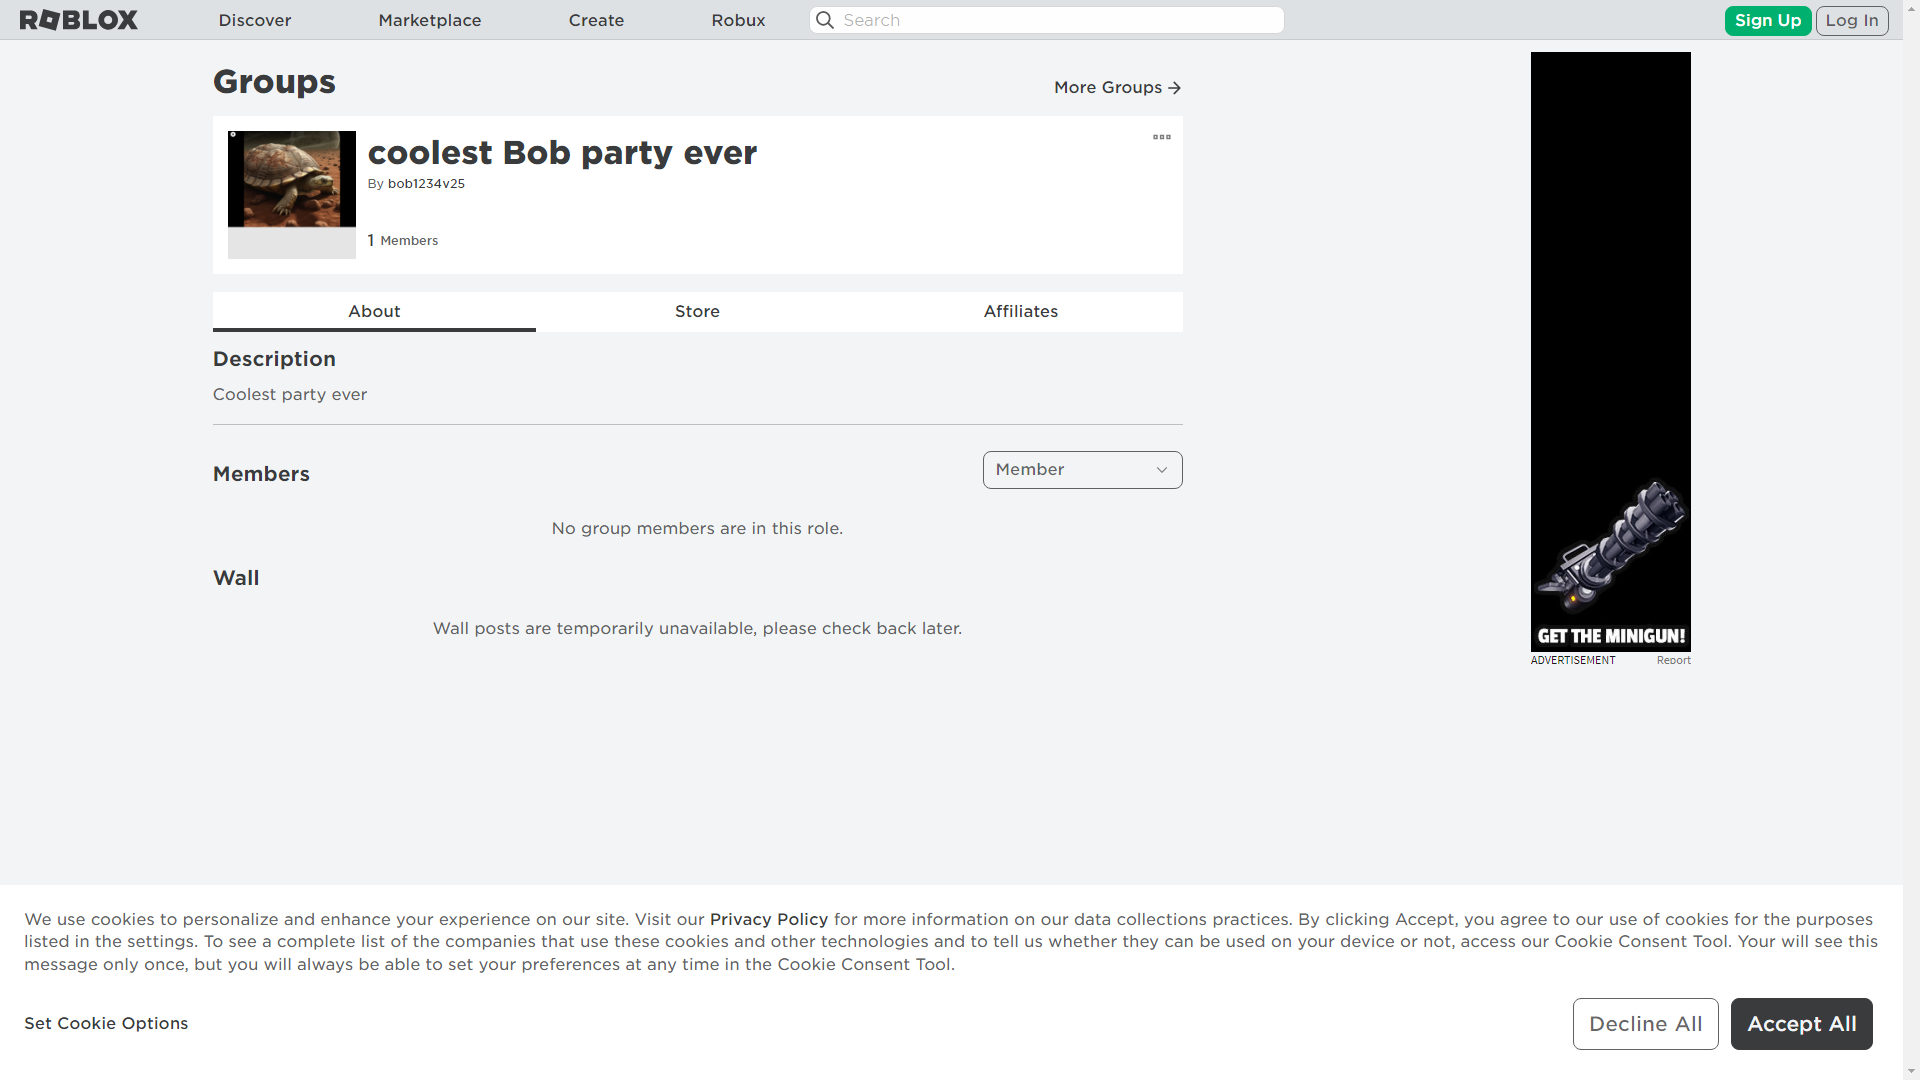 ROBLOX Discover Marketplace Create Robux Search Sign Up Log In
Groups More Groups
coolest Bob party ever
By bob1234v25
1 Members
About Store Affiliates
Description
Coolest party ever
Members Member
No group members are in this role.
Wall
Wall posts are temporarily unavailable, please check back later.
GET THE MINIGUN!
ADVERTISEMENT Report
We use cookies to personalize and enhance your experience on our site. Visit our Privacy Policy for more information on our data collections practices. By clicking Accept, you agree to our use of cookies for the purposes
listed in the settings. To see a complete list of the companies that use these cookies and other technologies and to tell us whether they can be used on your device or not, access our Cookie Consent Tool. Your will see this
message only once, but you will always be able to set your preferences at any time in the Cookie Consent Tool.
Set Cookie Options Decline All Accept All